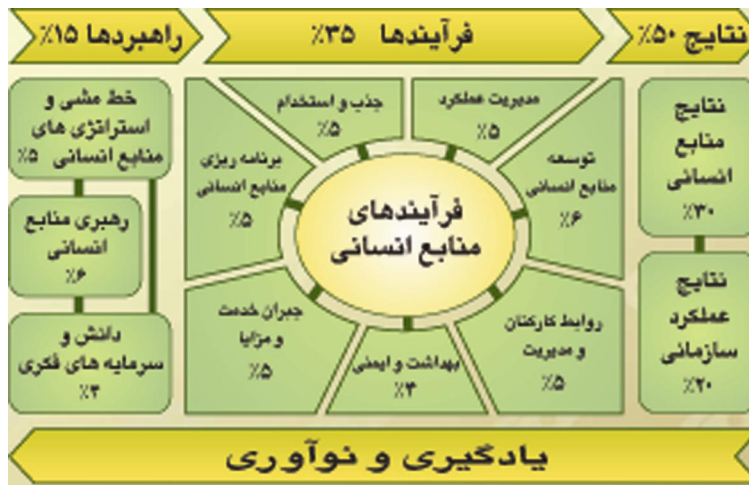 راهبردها ۱۵٪
فرآیندها ۳۵٪
نتایج ۵۰٪
خط مشی و
استراتژی های
منابع انسانی ۵٪
رهبری منابع
انسانی
۶٪
دانش و
سرمایه های فکری
۴٪
جذب و استخدام
۵٪
مدیریت عملکرد
۵٪
برنامه ریزی
منابع انسانی
۵٪
توسعه
منابع انسانی
۶٪
فرآیندهای
منابع انسانی
جبران خدمت
و مزایا
۵٪
بهداشت و ایمنی
۴٪
روابط کارکنان
و مدیریت
۵٪
نتایج
منابع
انسانی
۳۰٪
نتایج
عملکرد
سازمانی
۲۰٪
یادگیری و نوآوری